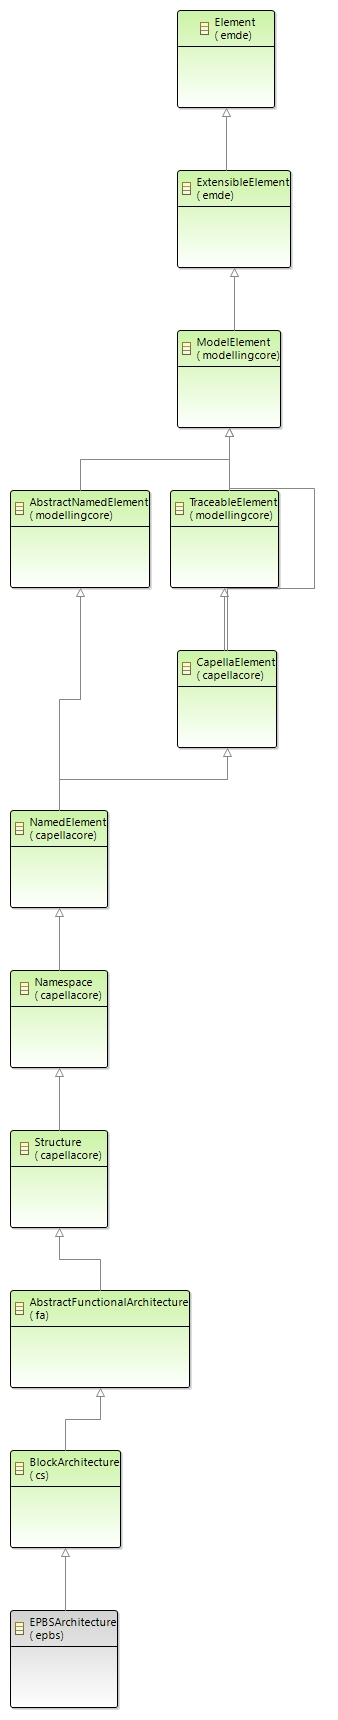 Element
( emde)
ExtensibleElement
( emde)
ModelElement
( modellingcore)
AbstractNamedElement
( modellingcore)
TraceableElement
( modellingcore)
CapellaElement
( capellacore)
NamedElement
( capellacore)
Namespace
( capellacore)
Structure
( capellacore)
AbstractFunctionalArchitecture
( fa)
BlockArchitecture
( cs)
EPBSArchitecture
( epbs)